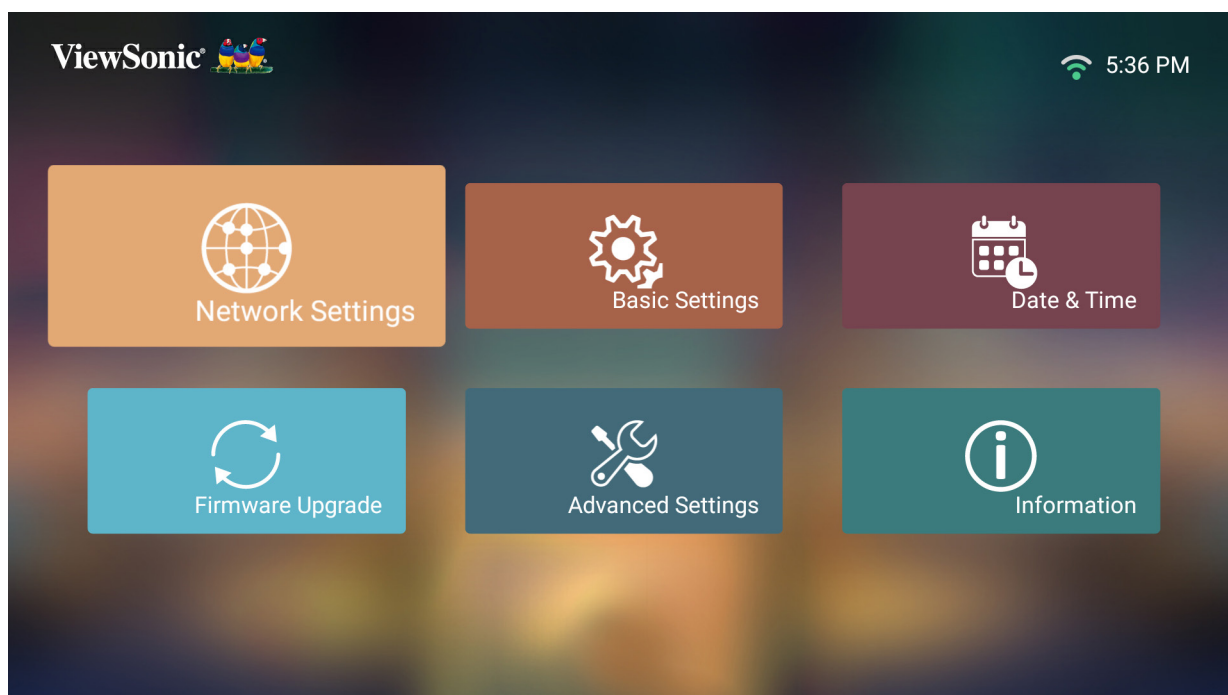 ViewSonic®
5:36 PM
Network Settings
Basic Settings
Date & Time
Firmware Upgrade
Advanced Settings
Information